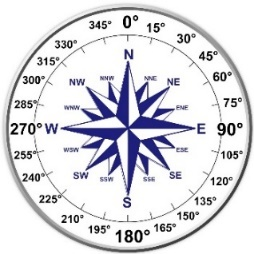 0°
345° 15°
330° 30°
315° N 45°
300° NW NNW NNE NE 60°
285° WNW ENE 75°
270° W E 90°
255° WSW ESE 105°
240° SW SSW SSE SE 120°
225° S 135°
210° 150°
195° 165°
180°